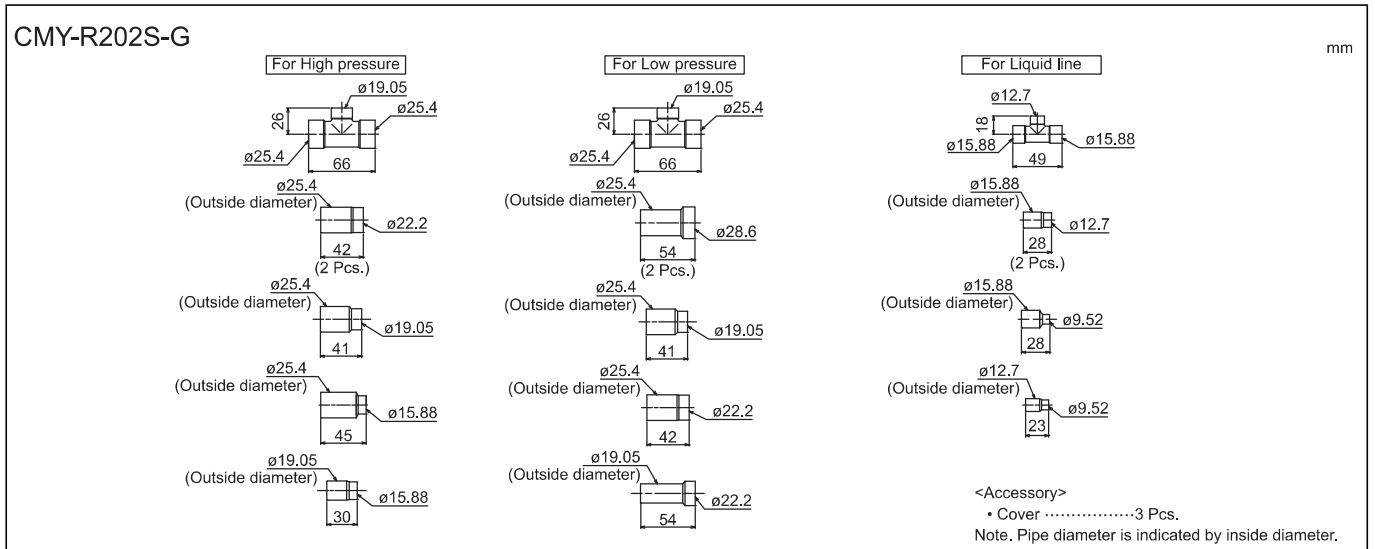 CMY-R202S-G
mm
For High pressure
ø19.05
ø25.4
26
ø25.4
66
ø25.4
(Outside diameter)
ø22.2
42
(2 Pcs.)
ø25.4
(Outside diameter)
ø19.05
41
ø25.4
(Outside diameter)
ø15.88
45
ø19.05
(Outside diameter)
ø15.88
30
For Low pressure
ø19.05
ø25.4
26
ø25.4
66
ø25.4
(Outside diameter)
ø28.6
54
(2 Pcs.)
ø25.4
(Outside diameter)
ø19.05
41
ø25.4
(Outside diameter)
ø22.2
42
ø19.05
(Outside diameter)
ø22.2
54
For Liquid line
ø12.7
18
ø15.88
ø15.88
49
ø15.88
(Outside diameter)
ø12.7
28
(2 Pcs.)
ø15.88
(Outside diameter)
ø9.52
28
ø12.7
(Outside diameter)
ø9.52
23
<Accessory>
• Cover ················3 Pcs.
Note. Pipe diameter is indicated by inside diameter.